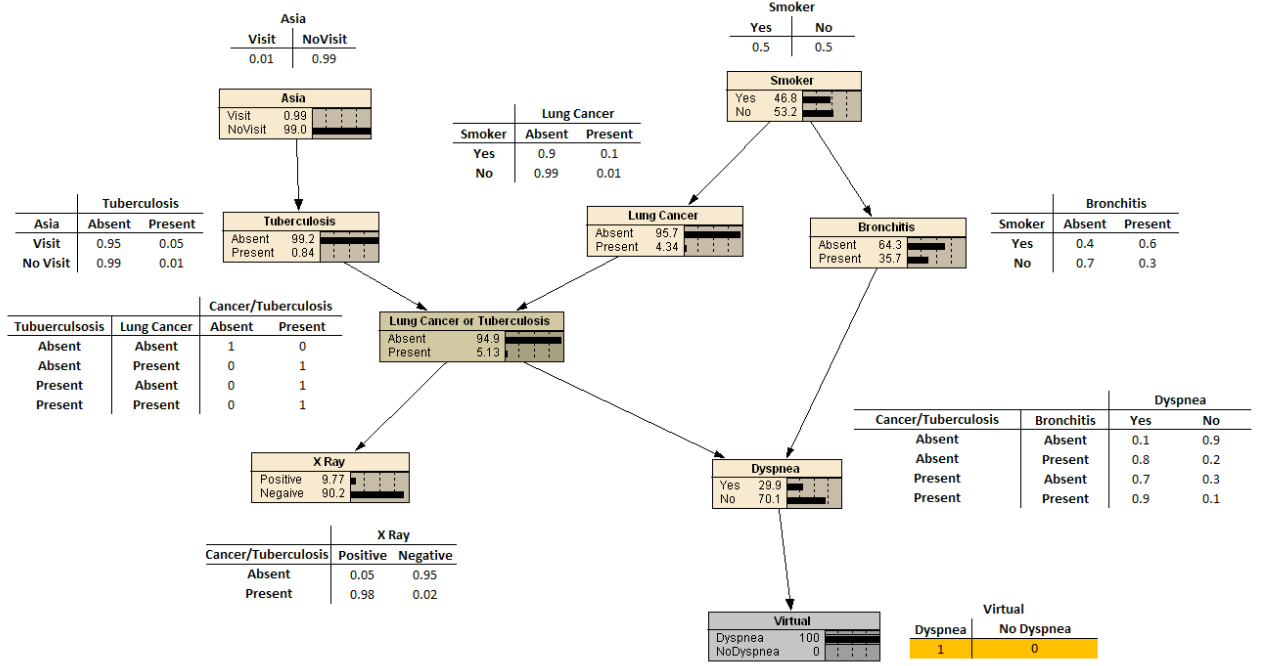 Asia
Visit NoVisit
0.01 0.99
Smoker
Yes No
0.5 0.5
Asia
Visit 0.99
NoVisit 99.0
Smoker
Yes 46.8
No 53.2
Lung Cancer
Smoker Absent Present
Yes 0.9 0.1
No 0.99 0.01
Tuberculosis
Asia Absent Present
Visit 0.95 0.05
No Visit 0.99 0.01
Tuberculosis
Absent 99.2
Present 0.84
Lung Cancer
Absent 95.7
Present 4.34
Bronchitis
Absent 64.3
Present 35.7
Bronchitis
Smoker Absent Present
Yes 0.4 0.6
No 0.7 0.3
Cancer/Tuberculosis
Tubuerculsosis Lung Cancer Absent Present
Absent Absent 1 0
Absent Present 0 1
Present Absent 0 1
Present Present 0 1
Lung Cancer or Tuberculosis
Absent 94.9
Present 5.13
Dyspnea
Cancer/Tuberculosis Bronchitis Yes No
Absent Absent 0.1 0.9
Absent Present 0.8 0.2
Present Absent 0.7 0.3
Present Present 0.9 0.1
X Ray
Positive 9.77
Negaive 90.2
Dyspnea
Yes 29.9
No 70.1
X Ray
Cancer/Tuberculosis Positive Negative
Absent 0.05 0.95
Present 0.98 0.02
Virtual
Dyspnea 100
NoDyspnea 0
Virtual
Dyspnea No Dyspnea
1 0